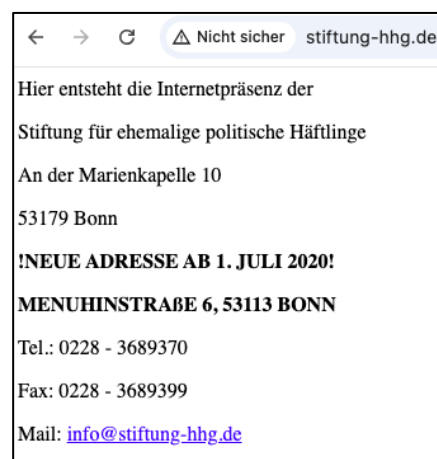 Nicht sicher stiftung-hhg.de
Hier entsteht die Internetpräsenz der
Stiftung für ehemalige politische Häftlinge
An der Marienkapelle 10
53179 Bonn
!NEUE ADRESSE AB 1. JULI 2020!
MENUHINSTRAßE 6, 53113 BONN
Tel.: 0228 - 3689370
Fax: 0228 - 3689399
Mail: info@stiftung-hhg.de